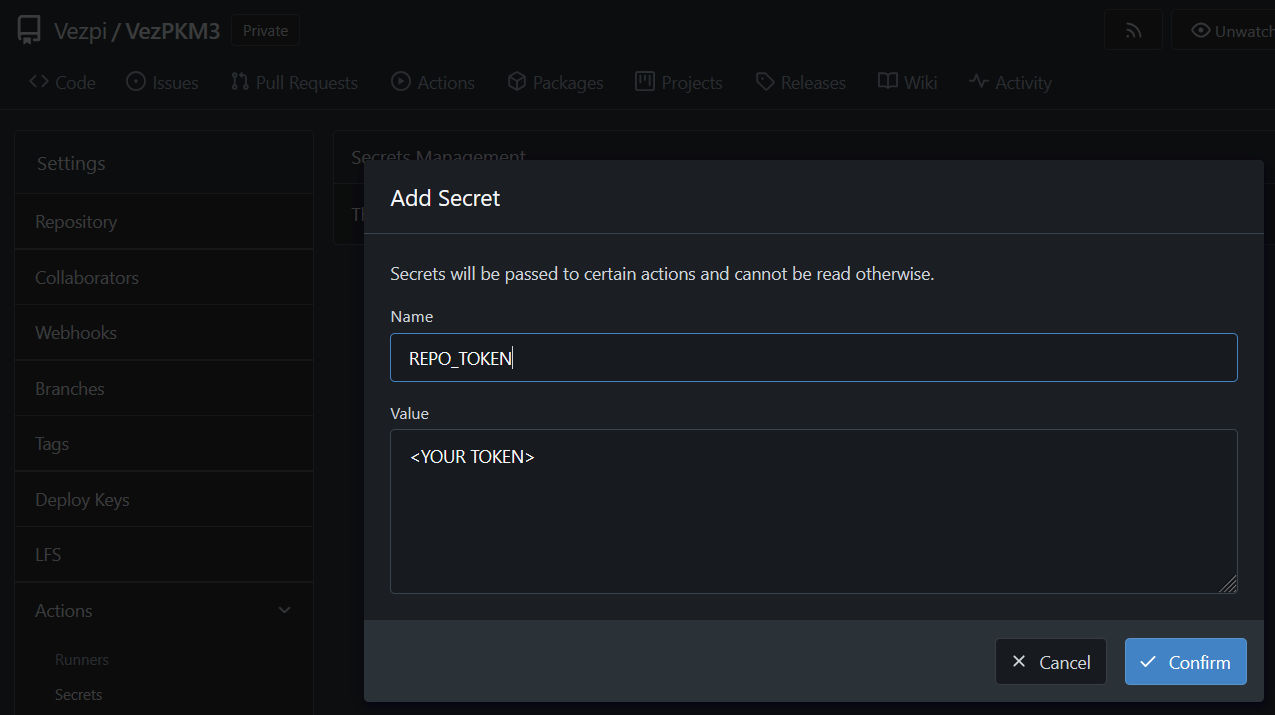 Vezpi / VezPKM3 Private
Unwatch
Code Issues Pull Requests Actions Packages Projects Releases Wiki Activity
Settings
Repository
Collaborators
Webhooks
Branches
Tags
Deploy Keys
LFS
Actions
Runners
Secrets
Secrets Management
Add Secret
Secrets will be passed to certain actions and cannot be read otherwise.
Name
REPO_TOKEN
Value
<YOUR TOKEN>
Cancel
Confirm